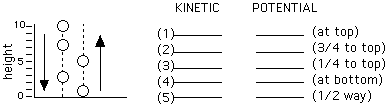 KINETIC POTENTIAL
10
5
0
height
(1) (at top)
(2) (3/4 to top)
(3) (1/4 to top)
(4) (at bottom)
(5) (1/2 way)